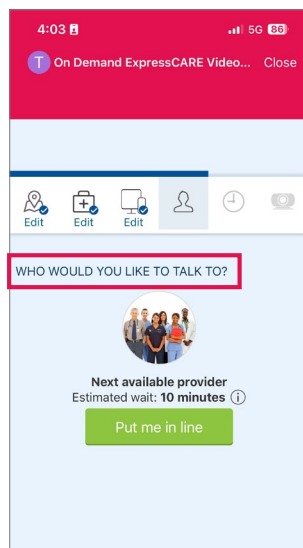 4:03 5G 86
T On Demand ExpressCARE Video... Close
Edit Edit Edit
WHO WOULD YOU LIKE TO TALK TO?
Next available provider
Estimated wait: 10 minutes i
Put me in line